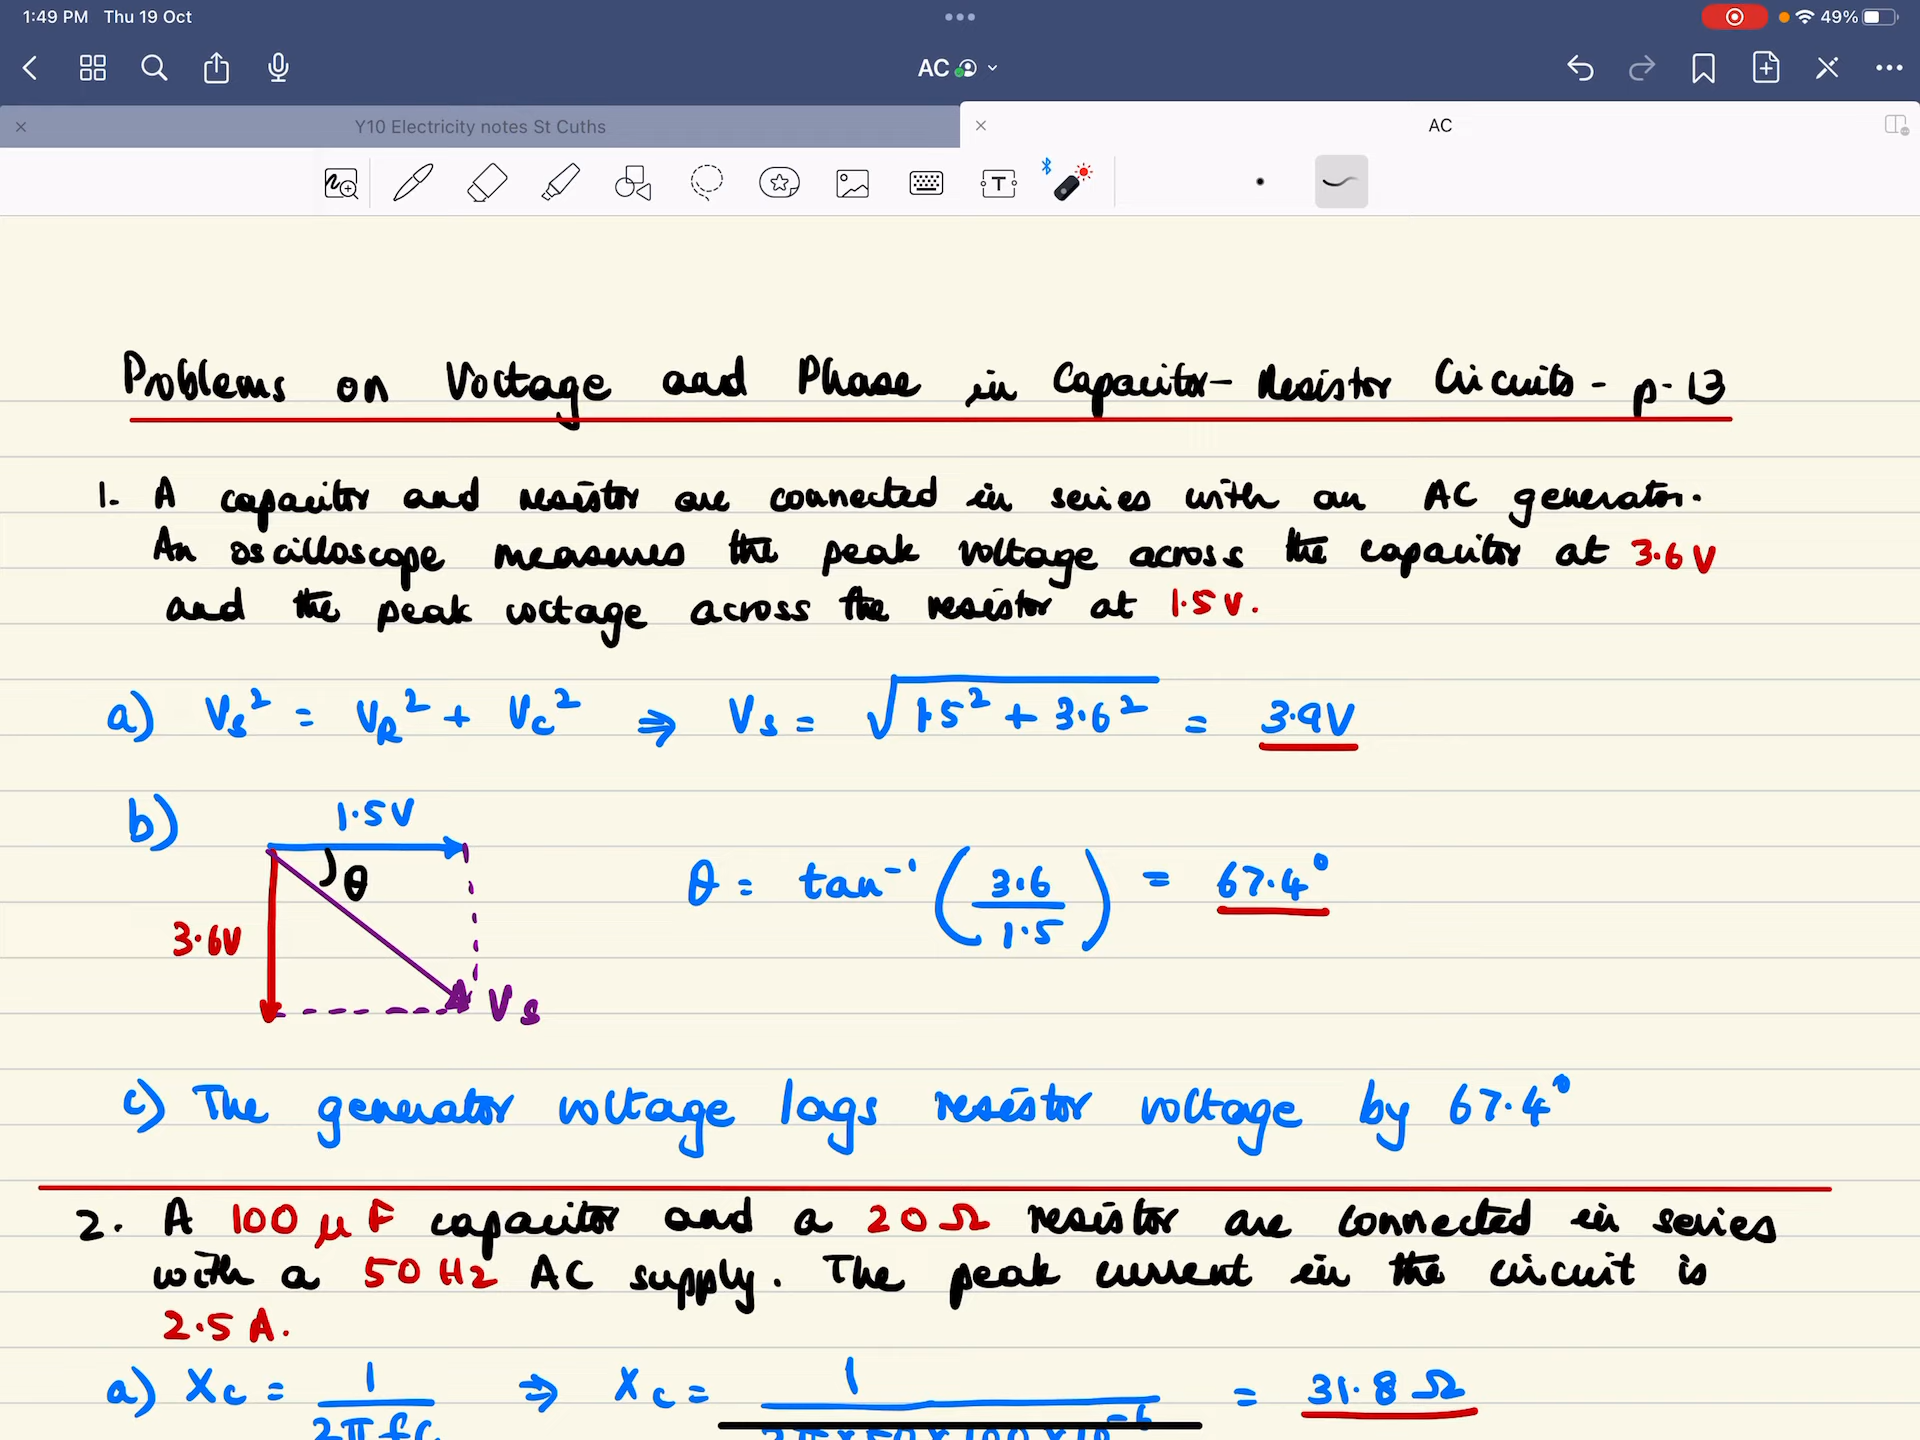 1:49 PM Thu 19 Oct
49%
AC
Y10 Electricity notes St Cuths
AC
T
Problems on Voltage and Phase in Capacitor-Resistor Circuits - p.13
1. A capacitor and resistor are connected in series with an AC generator.
An oscilloscope measures the peak voltage across the capacitor at 3.6 V
and the peak voltage across the resistor at 1.5 V.
a) Vs² = VR² + Vc² ⇒ Vs = √1.5² + 3.6² = 3.9V
b) 1.5V
θ
3.6V
Vs
θ = tan⁻¹ (3.6/1.5) = 67.4°
c) The generator voltage lags resistor voltage by 67.4°
2. A 100 μF capacitor and a 20 Ω resistor are connected in series
with a 50 Hz AC supply. The peak current in the circuit is
2.5 A.
a) Xc = 1/2πfc ⇒ Xc = 1/2π×50×100×10⁻⁶ = 31.8 Ω